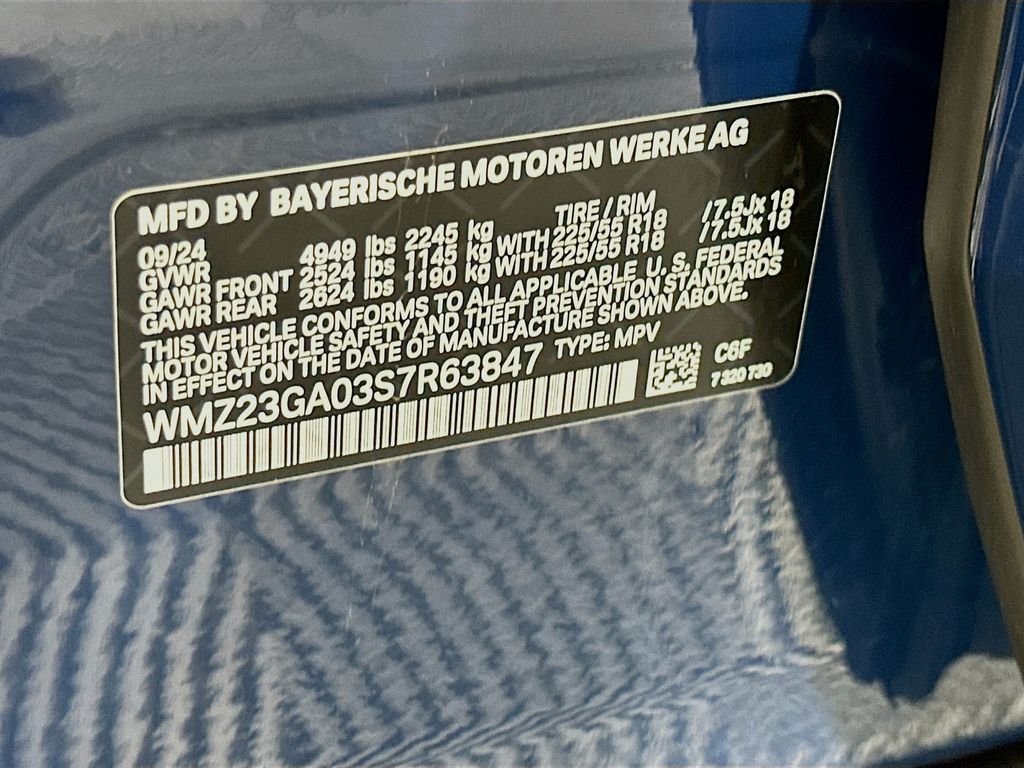 MFD BY BAYERISCHE MOTOREN WERKE AG
09/24 TIRE / RIM
GVWR 4949 lbs 2245 kg
GAWR FRONT 2524 lbs 1145 kg WITH 225/55 R18 /7.5Jx 18
GAWR REAR 2624 lbs 1190 kg WITH 225/55 R18 /7.5Jx 18
THIS VEHICLE CONFORMS TO ALL APPLICABLE U. S. FEDERAL
MOTOR VEHICLE SAFETY AND THEFT PREVENTION STANDARDS
IN EFFECT ON THE DATE OF MANUFACTURE SHOWN ABOVE.
WMZ23GA03S7R63847 TYPE: MPV
C6F
7 320 730